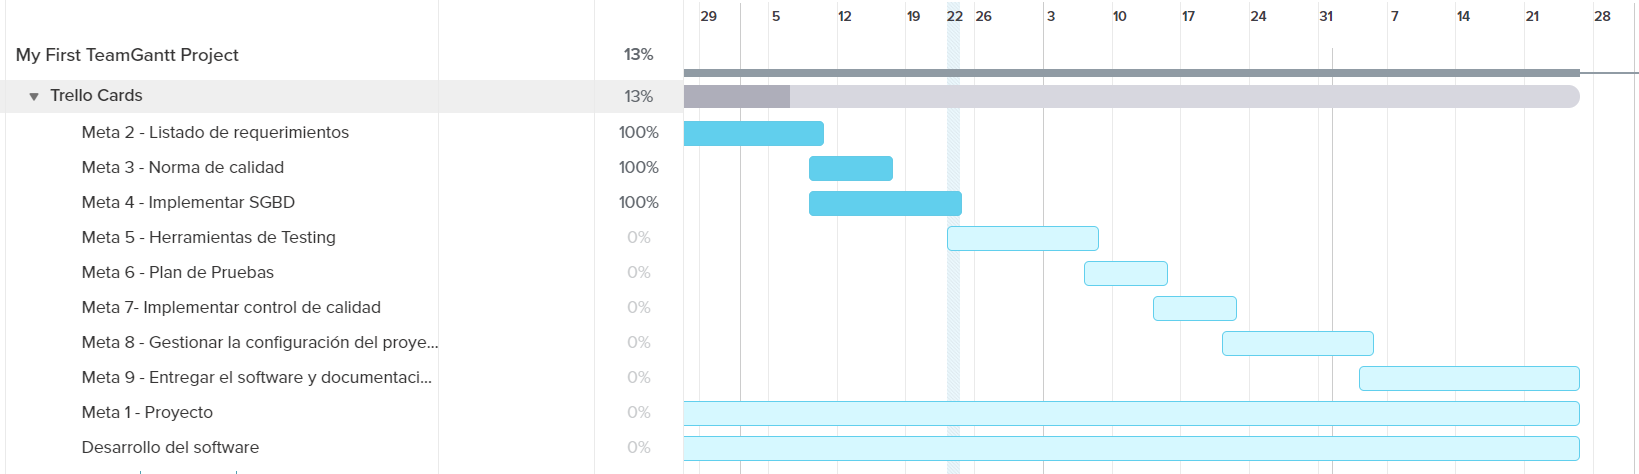 29 5 12 19 22 26 3 10 17 24 31 7 14 21 28
My First TeamGantt Project 13%
Trello Cards 13%
Meta 2 - Listado de requerimientos 100%
Meta 3 - Norma de calidad 100%
Meta 4 - Implementar SGBD 100%
Meta 5 - Herramientas de Testing 0%
Meta 6 - Plan de Pruebas 0%
Meta 7- Implementar control de calidad 0%
Meta 8 - Gestionar la configuración del proye... 0%
Meta 9 - Entregar el software y documentaci... 0%
Meta 1 - Proyecto 0%
Desarrollo del software 0%